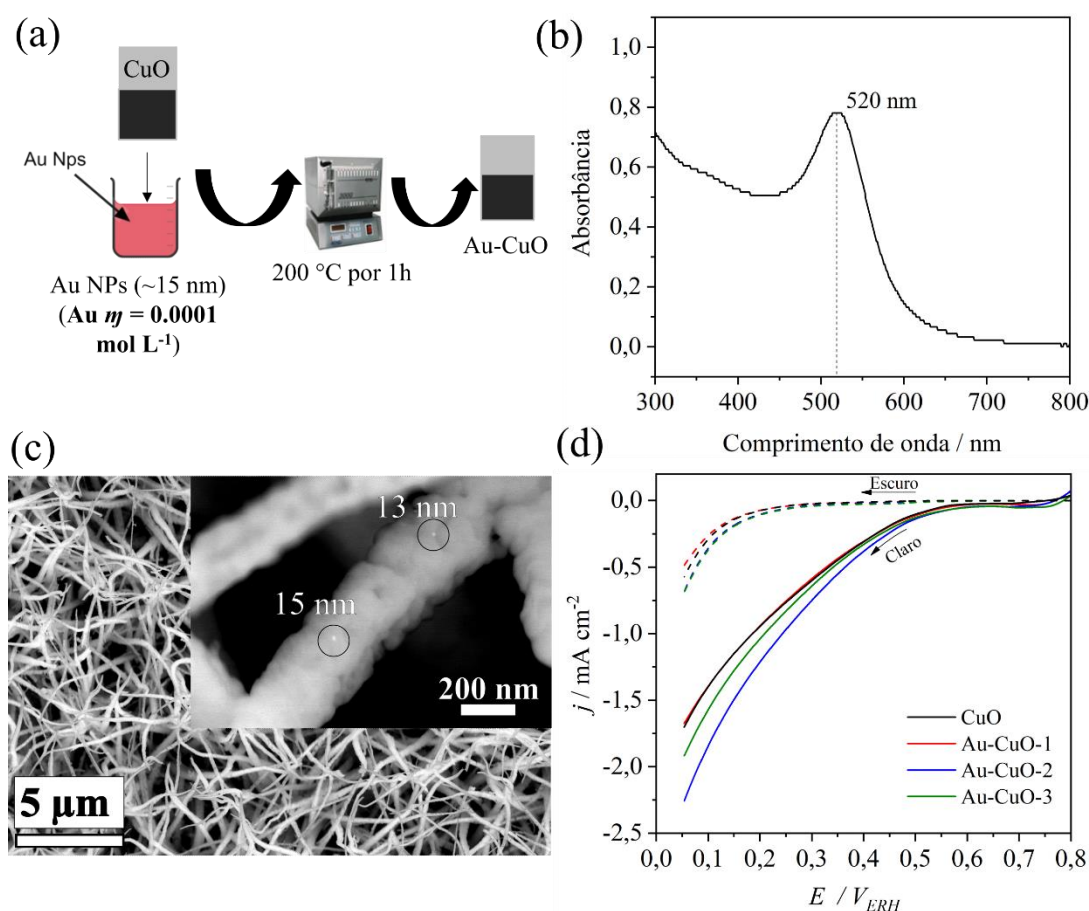 (a)
CuO
Au Nps
Au NPs (~15 nm)
(Au η = 0.0001
mol L⁻¹)
200 °C por 1h
Au-CuO
(b)
1,0
0,8
0,6
0,4
0,2
0,0
520 nm
300 400 500 600 700 800
Absorbância
Comprimento de onda / nm
(c)
13 nm
15 nm
200 nm
5 µm
(d)
0,0
-0,5
-1,0
-1,5
-2,0
-2,5
Escuro
Claro
CuO
Au-CuO-1
Au-CuO-2
Au-CuO-3
0,0 0,1 0,2 0,3 0,4 0,5 0,6 0,7 0,8
j / mA cm⁻²
E / V_ERH